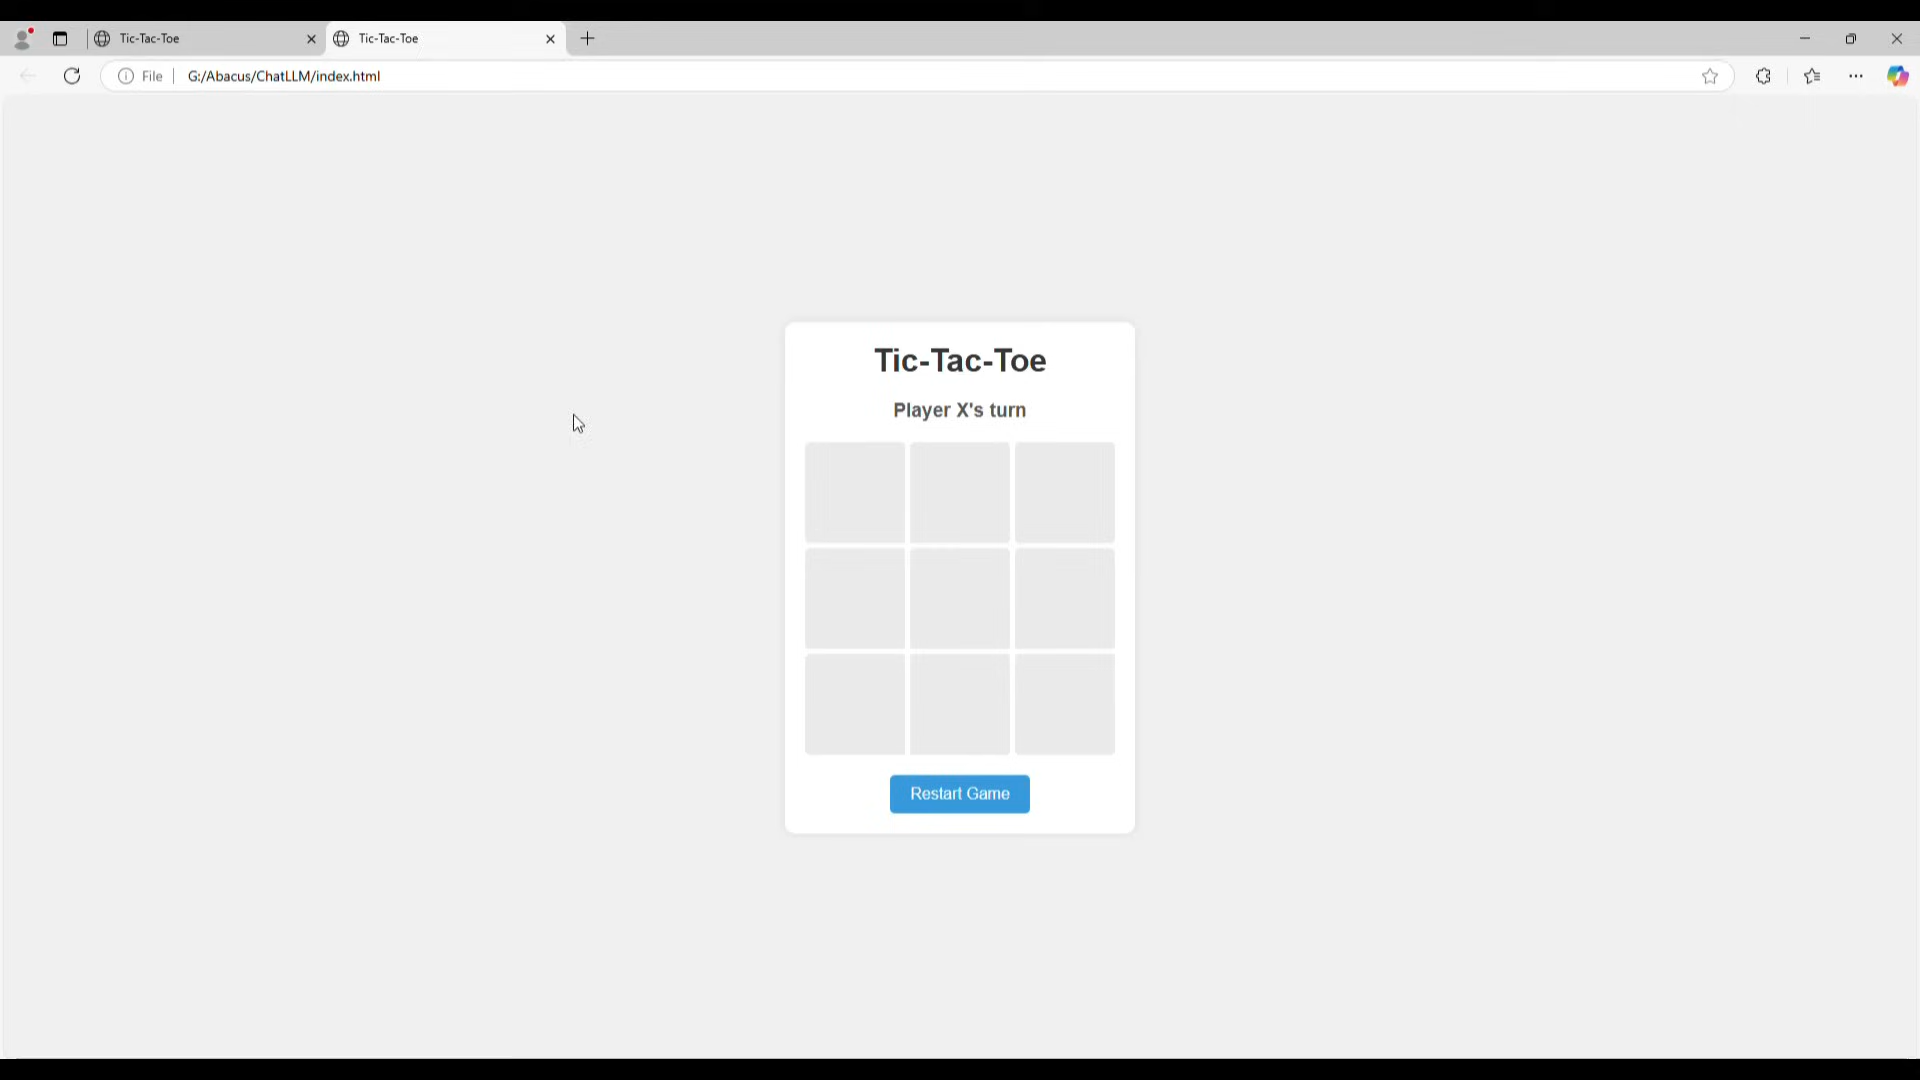 Tic-Tac-Toe
Tic-Tac-Toe
File
G:/Abacus/ChatLLM/index.html
Tic-Tac-Toe
Player X's turn
Restart Game